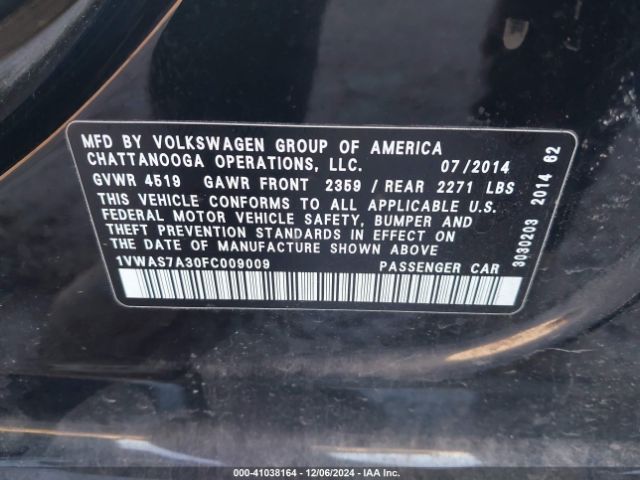 MFD BY VOLKSWAGEN GROUP OF AMERICA
CHATTANOOGA OPERATIONS, LLC. 07/2014
GVWR 4519 GAWR FRONT 2359 / REAR 2271 LBS
THIS VEHICLE CONFORMS TO ALL APPLICABLE U.S.
FEDERAL MOTOR VEHICLE SAFETY, BUMPER AND
THEFT PREVENTION STANDARDS IN EFFECT ON
THE DATE OF MANUFACTURE SHOWN ABOVE
1VWAS7A30FC009009 PASSENGER CAR
3030203 2014 62
000-41038164 - 12/06/2024 - IAA Inc.